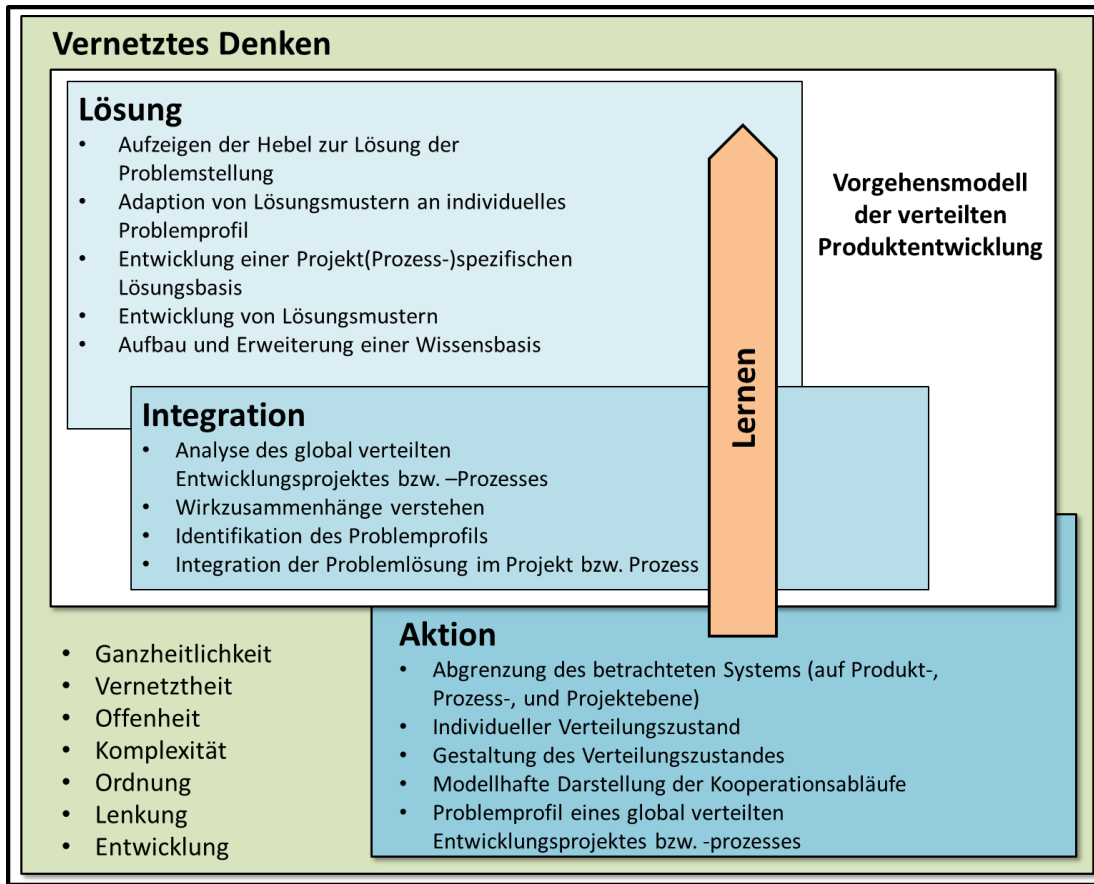 Vernetztes Denken
Lösung
• Aufzeigen der Hebel zur Lösung der
Problemstellung
• Adaption von Lösungsmustern an individuelles
Problemprofil
• Entwicklung einer Projekt(Prozess-)spezifischen
Lösungsbasis
• Entwicklung von Lösungsmustern
• Aufbau und Erweiterung einer Wissensbasis
Vorgehensmodell
der verteilten
Produktentwicklung
Lernen
Integration
• Analyse des global verteilten
Entwicklungsprojektes bzw. –Prozesses
• Wirkzusammenhänge verstehen
• Identifikation des Problemprofils
• Integration der Problemlösung im Projekt bzw. Prozess
Aktion
• Abgrenzung des betrachteten Systems (auf Produkt-,
Prozess-, und Projektebene)
• Individueller Verteilungszustand
• Gestaltung des Verteilungszustandes
• Modellhafte Darstellung der Kooperationsabläufe
• Problemprofil eines global verteilten
Entwicklungsprojektes bzw. -prozesses
• Ganzheitlichkeit
• Vernetztheit
• Offenheit
• Komplexität
• Ordnung
• Lenkung
• Entwicklung